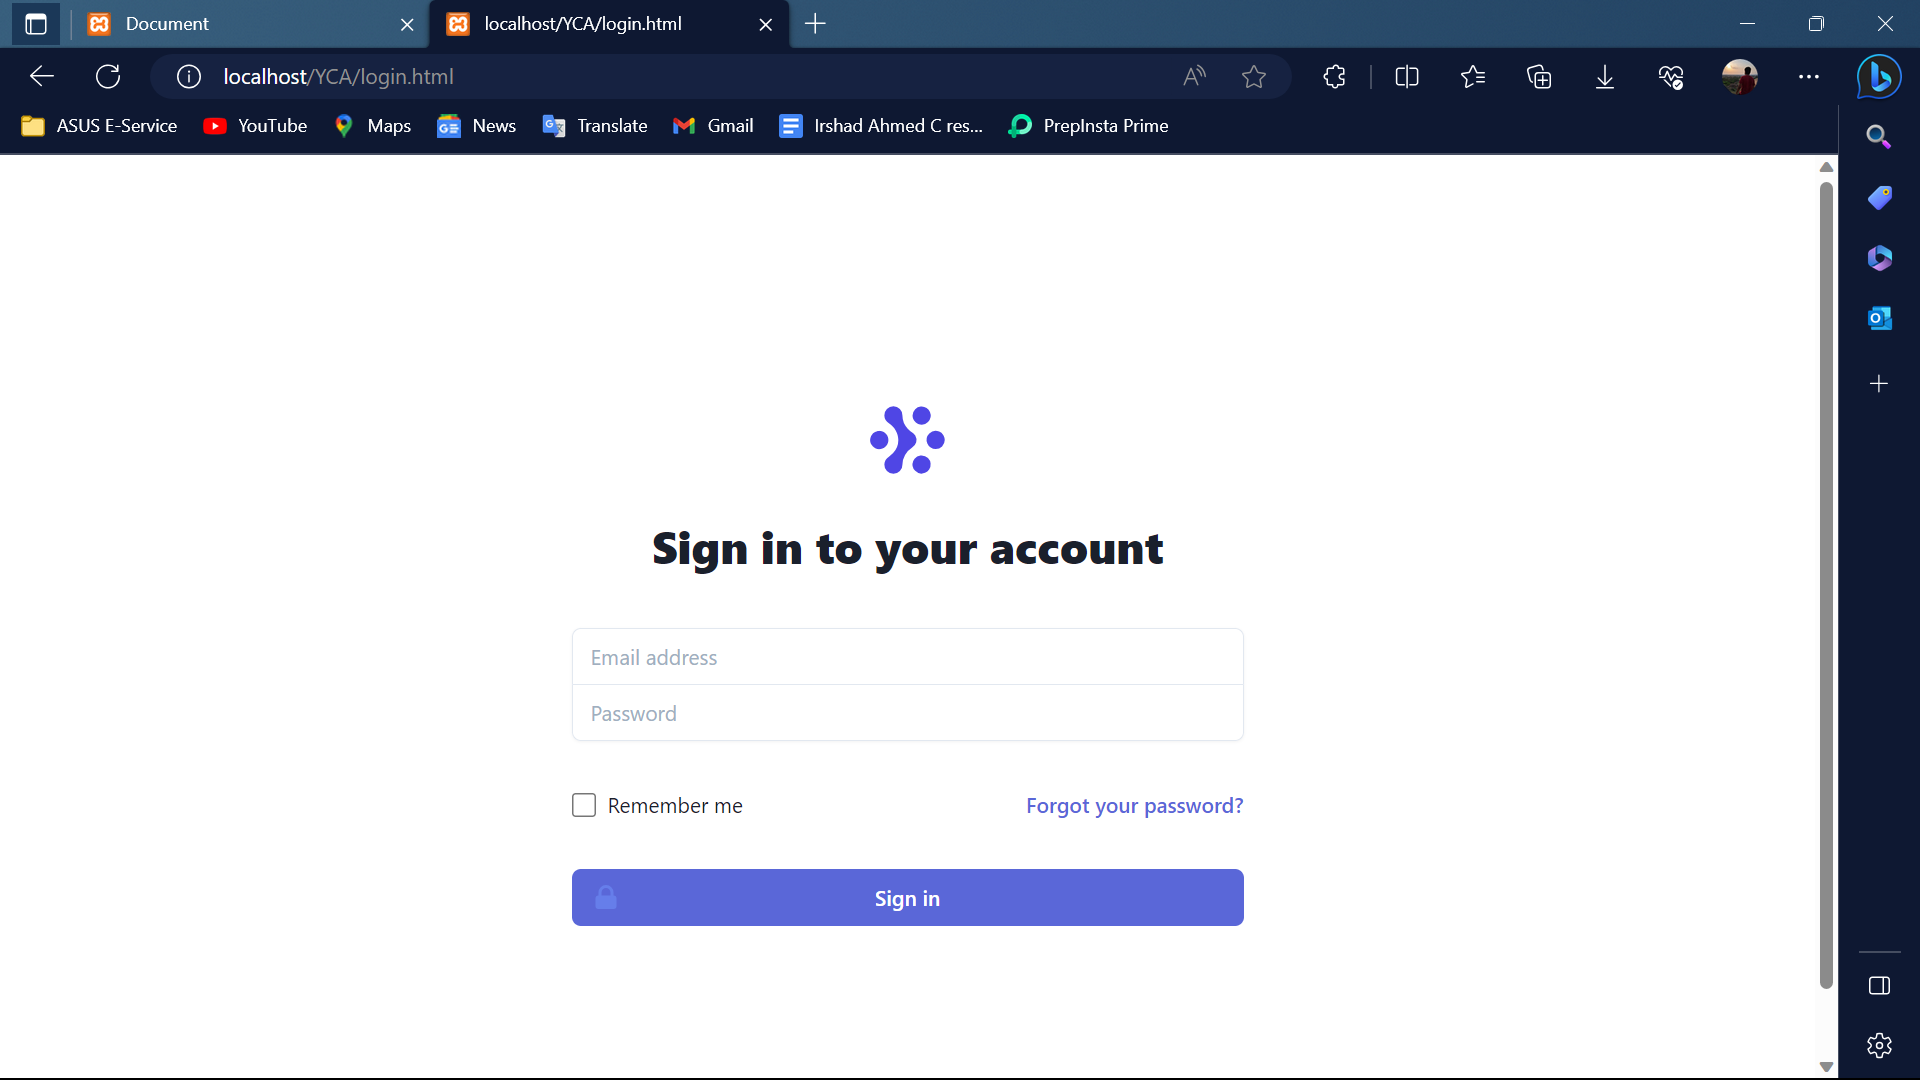 Document
localhost/YCA/login.html
localhost/YCA/login.html
ASUS E-Service YouTube Maps News Translate Gmail Irshad Ahmed C res... PrepInsta Prime
Sign in to your account
Email address
Password
Remember me Forgot your password?
Sign in